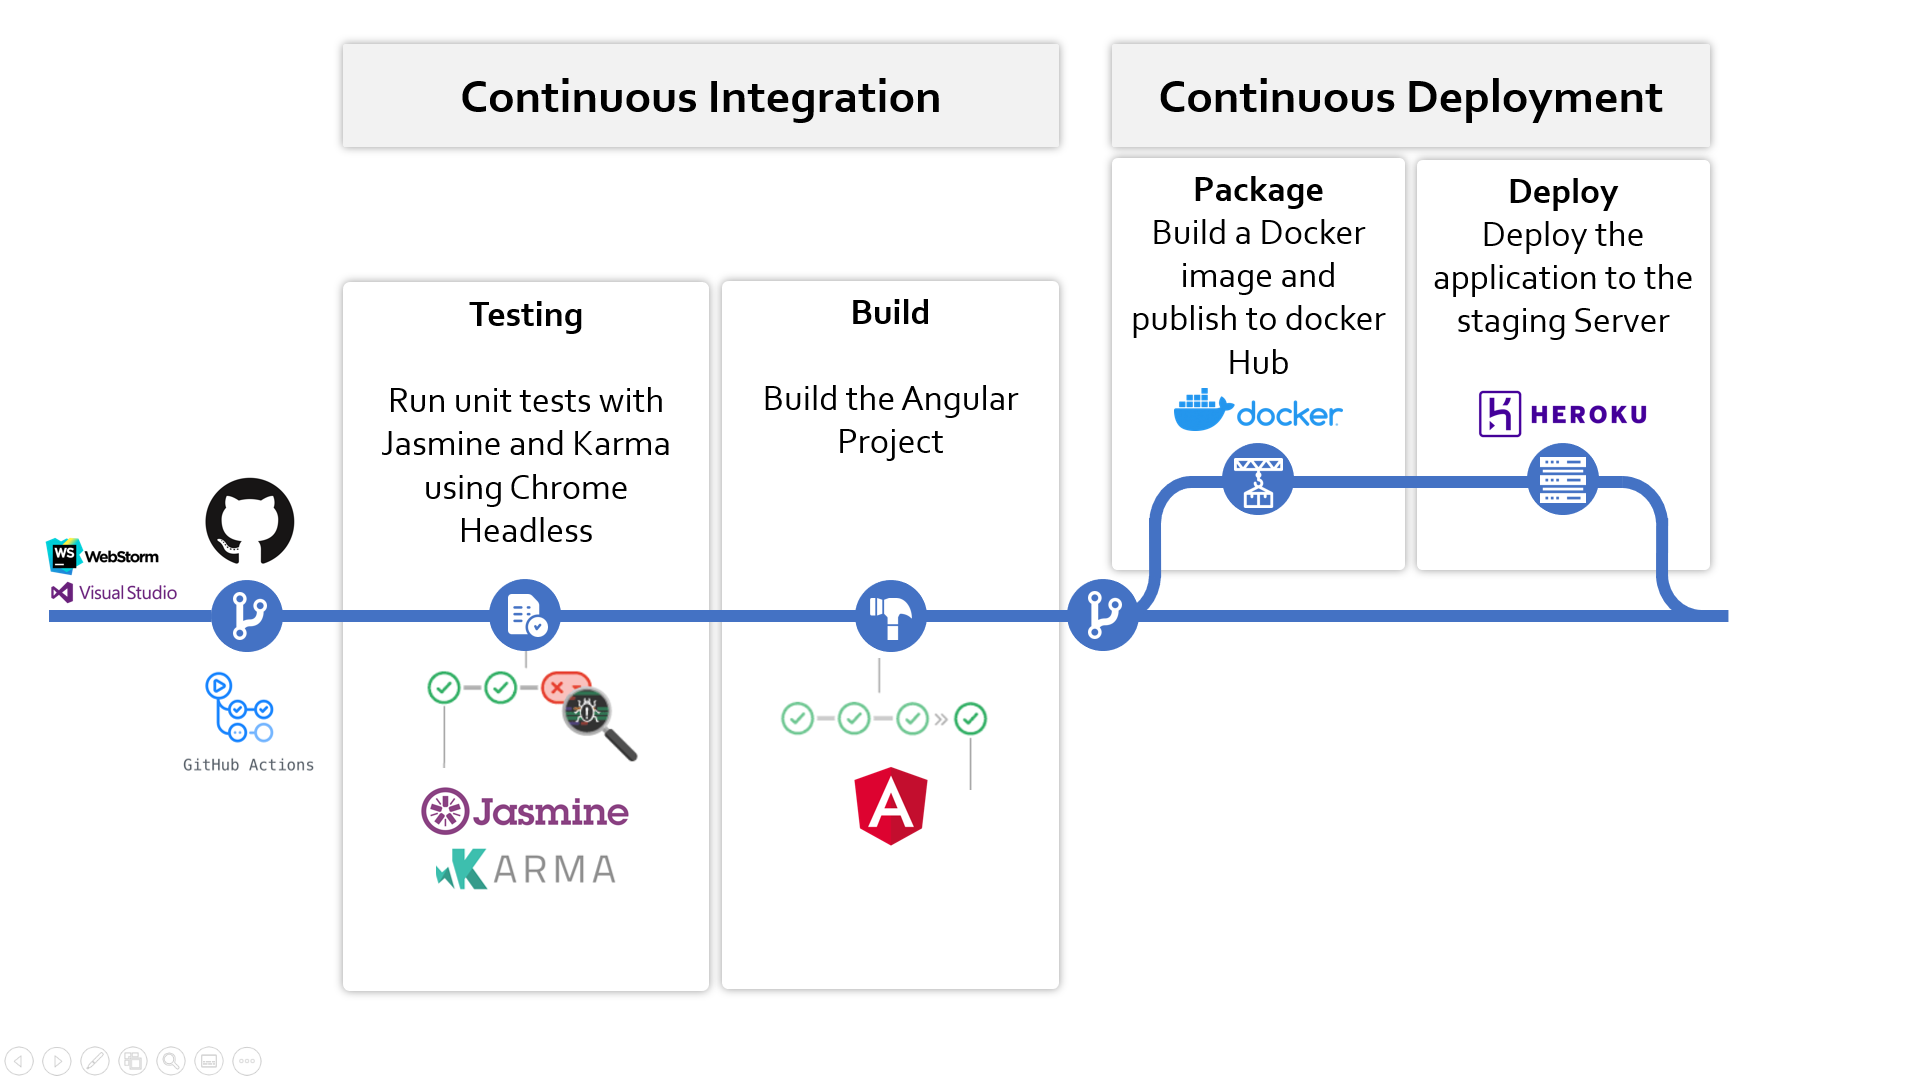 Continuous Integration
Continuous Deployment
Package
Build a Docker
image and
publish to docker
Hub
docker
Deploy
Deploy the
application to the
staging Server
HEROKU
Testing
Run unit tests with
Jasmine and Karma
using Chrome
Headless
Build
Build the Angular
Project
WS WebStorm
Visual Studio
GitHub Actions
Jasmine
KARMA
A